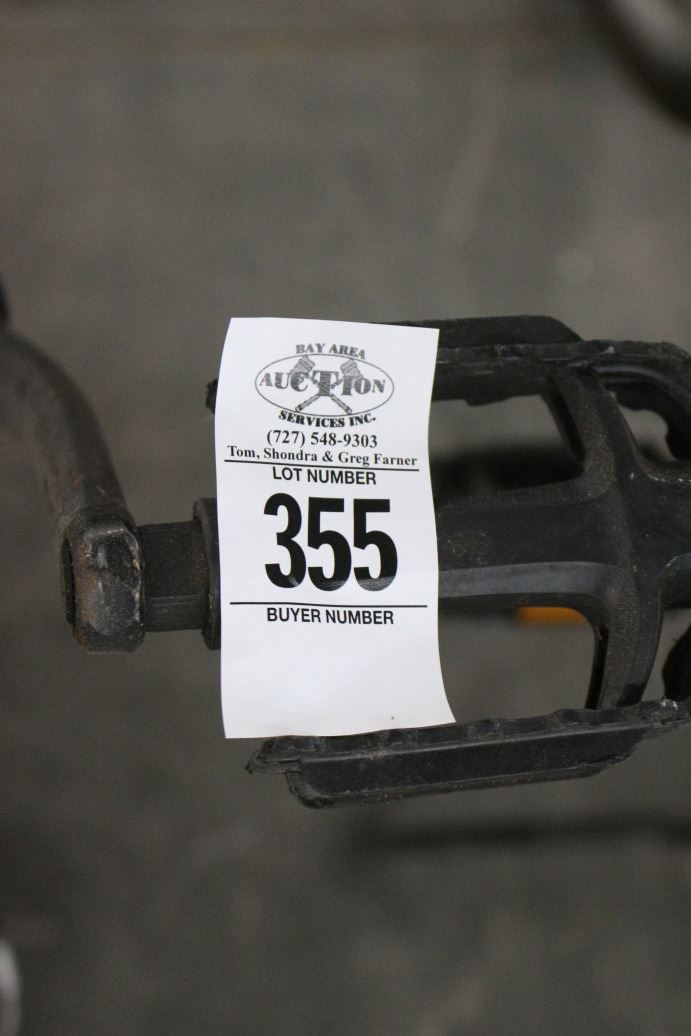 BAY AREA
AUCTION
SERVICES INC.
(727) 548-9303
Tom, Shondra & Greg Farner
LOT NUMBER
355
BUYER NUMBER